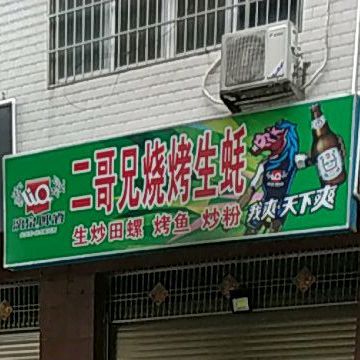 二哥兄烧烤生蚝
生炒田螺 烤鱼 炒粉
我爽 天下爽